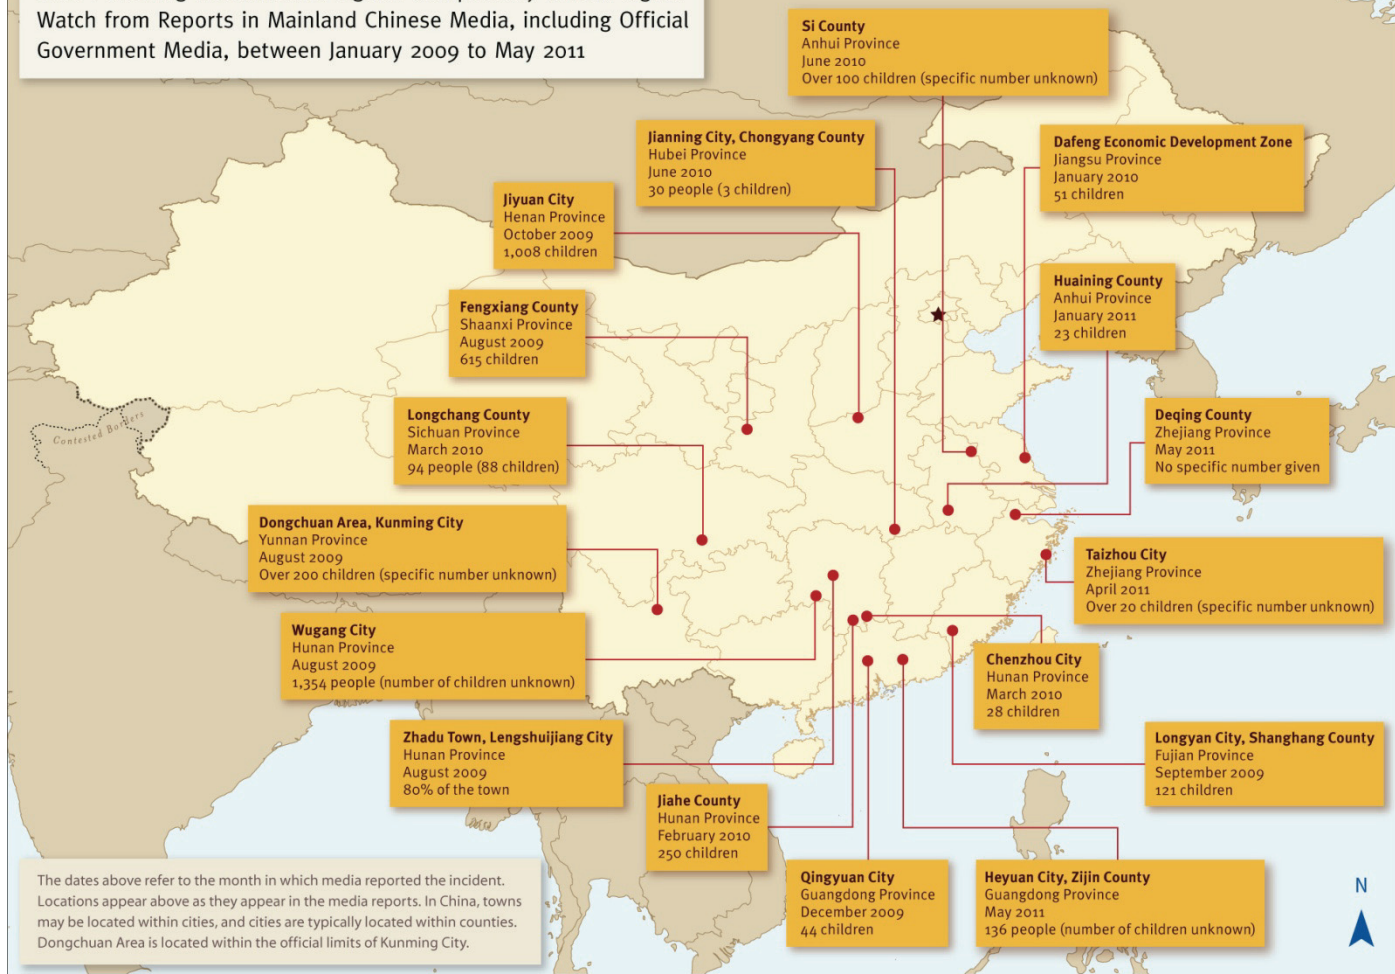 Watch from Reports in Mainland Chinese Media, including Official
Government Media, between January 2009 to May 2011
Si County
Anhui Province
June 2010
Over 100 children (specific number unknown)
Jianning City, Chongyang County
Hubei Province
June 2010
30 people (3 children)
Dafeng Economic Development Zone
Jiangsu Province
January 2010
51 children
Jiyuan City
Henan Province
October 2009
1,008 children
Huaining County
Anhui Province
January 2011
23 children
Fengxiang County
Shaanxi Province
August 2009
615 children
Contested Borders
Longchang County
Sichuan Province
March 2010
94 people (88 children)
Deqing County
Zhejiang Province
May 2011
No specific number given
Dongchuan Area, Kunming City
Yunnan Province
August 2009
Over 200 children (specific number unknown)
Taizhou City
Zhejiang Province
April 2011
Over 20 children (specific number unknown)
Wugang City
Hunan Province
August 2009
1,354 people (number of children unknown)
Chenzhou City
Hunan Province
March 2010
28 children
Zhadu Town, Lengshuijiang City
Hunan Province
August 2009
80% of the town
Longyan City, Shanghang County
Fujian Province
September 2009
121 children
Jiahe County
Hunan Province
February 2010
250 children
Qingyuan City
Guangdong Province
December 2009
44 children
Heyuan City, Zijin County
Guangdong Province
May 2011
136 people (number of children unknown)
The dates above refer to the month in which media reported the incident.
Locations appear above as they appear in the media reports. In China, towns
may be located within cities, and cities are typically located within counties.
Dongchuan Area is located within the official limits of Kunming City.
N